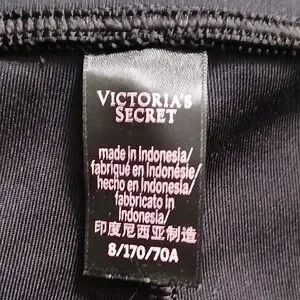 VICTORIA'S
SECRET
made in Indonesia/
fabriqué en Indonésie/
hecho en Indonesia/
fabbricato in
Indonesia/
印度尼西亚制造
8/170/70A